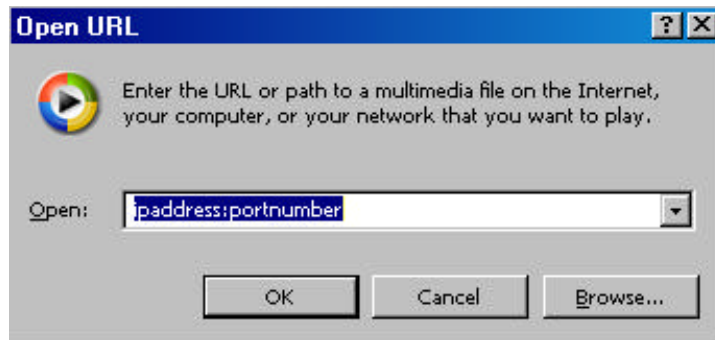 Open URL
Enter the URL or path to a multimedia file on the Internet,
your computer, or your network that you want to play.
Open: ipaddress:portnumber
OK Cancel Browse...